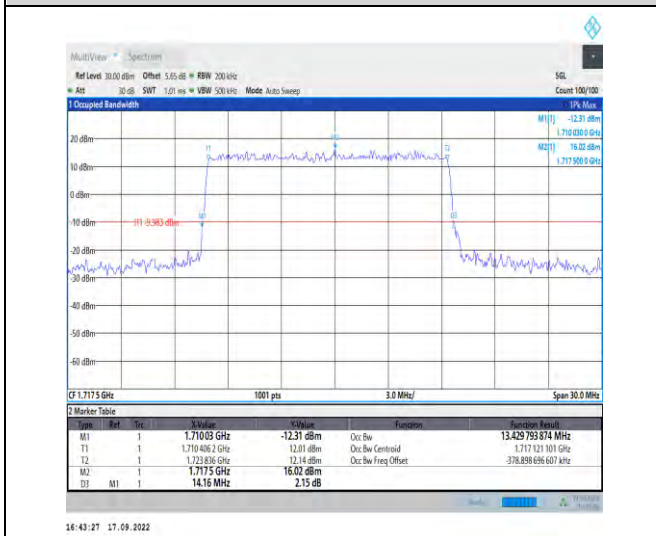 MultiView Spectrum
Ref Level 30.00 dBm Offset 5.65 dB RBW 200 kHz SGL
Att 30 dB SWT 1.01 ms VBW 500 kHz Mode Auto Sweep Count 100/100
1 Occupied Bandwidth 1Pk Max
M1[1] -12.31 dBm
1.710 030 0 GHz
M2[1] 16.02 dBm
1.717 500 0 GHz
20 dBm
T1 M2 T2
10 dBm
0 dBm
M1 D3
-10 dBm H1 -9.983 dBm
-20 dBm
-30 dBm
-40 dBm
-50 dBm
-60 dBm
CF 1.717 5 GHz 1001 pts 3.0 MHz/ Span 30.0 MHz
2 Marker Table
Type Ref Trc X-Value Y-Value Function Function Result
M1 1 1.710 03 GHz -12.31 dBm Occ Bw 13.429 793 874 MHz
T1 1 1.710 406 2 GHz 12.01 dBm Occ Bw Centroid 1.717 121 101 GHz
T2 1 1.723 836 GHz 12.14 dBm Occ Bw Freq Offset -378.898 696 607 kHz
M2 1 1.717 5 GHz 16.02 dBm
D3 M1 1 14.16 MHz 2.15 dB
16:43:27 17.09.2022